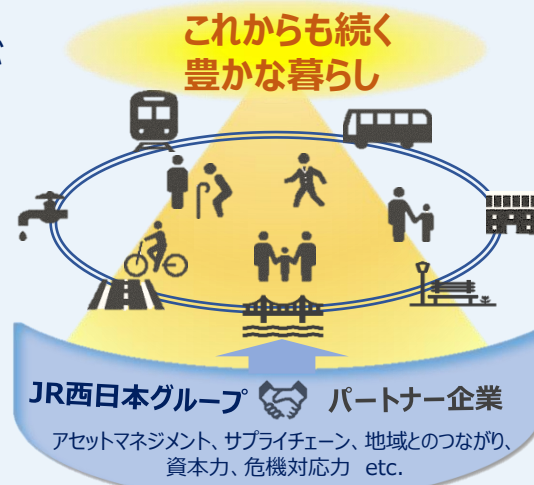 これからも続く
豊かな暮らし
JR西日本グループ パートナー企業
アセットマネジメント、サプライチェーン、地域とのつながり、
資本力、危機対応力 etc.